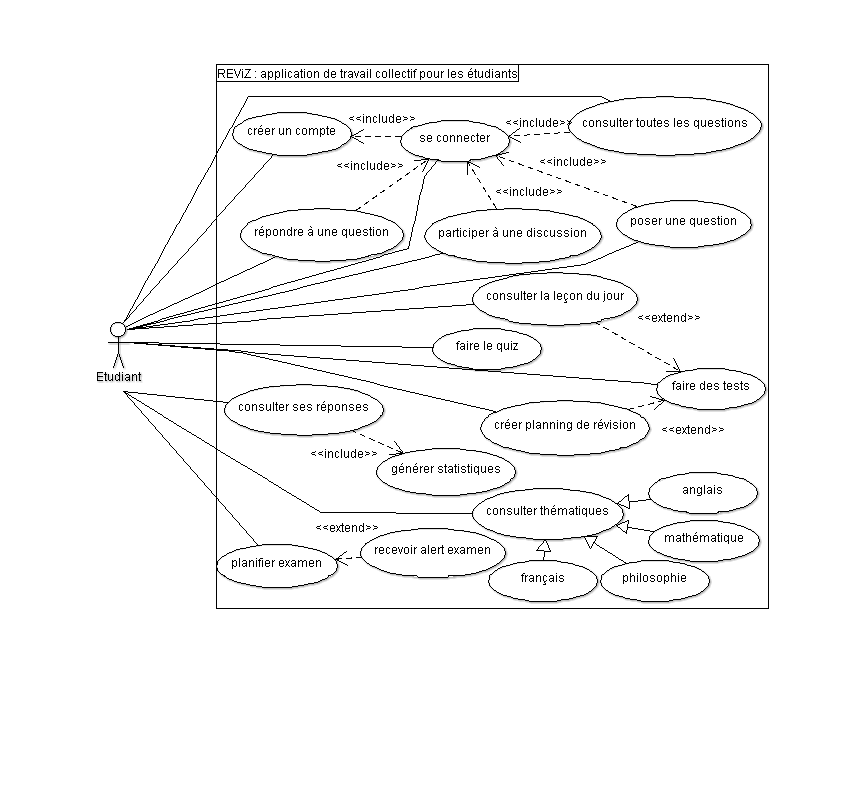 REViZ : application de travail collectif pour les étudiants
<<include>>
<<include>>
consulter toutes les questions
créer un compte
se connecter
<<include>>
<<include>>
<<include>>
répondre à une question
participer à une discussion
poser une question
consulter la leçon du jour
<<extend>>
faire le quiz
Etudiant
faire des tests
consulter ses réponses
créer planning de révision
<<extend>>
<<include>>
générer statistiques
anglais
consulter thématiques
<<extend>>
mathématique
recevoir alert examen
planifier examen
français
philosophie